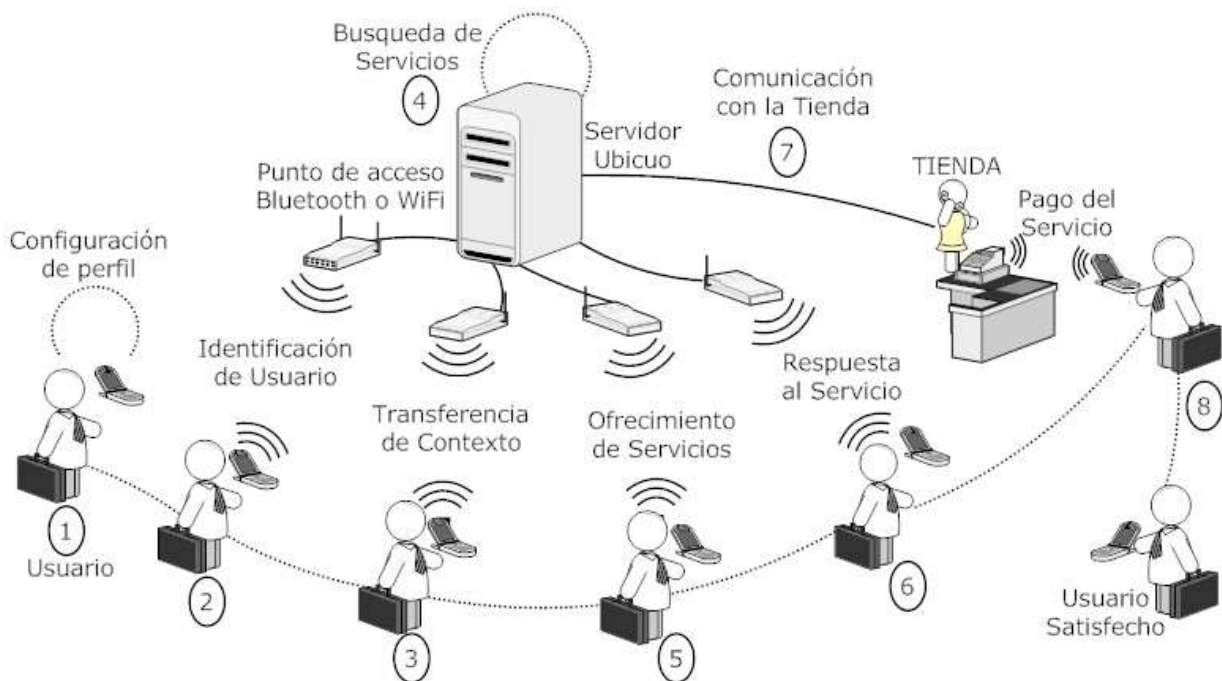 Busqueda de
Servicios
4
Servidor
Ubicuo
Comunicación
con la Tienda
7
TIENDA
Pago del
Servicio
Punto de acceso
Bluetooth o WiFi
Configuración
de perfil
Identificación
de Usuario
Transferencia
de Contexto
Ofrecimiento
de Servicios
Respuesta
al Servicio
8
1
Usuario
2
3
5
6
Usuario
Satisfecho